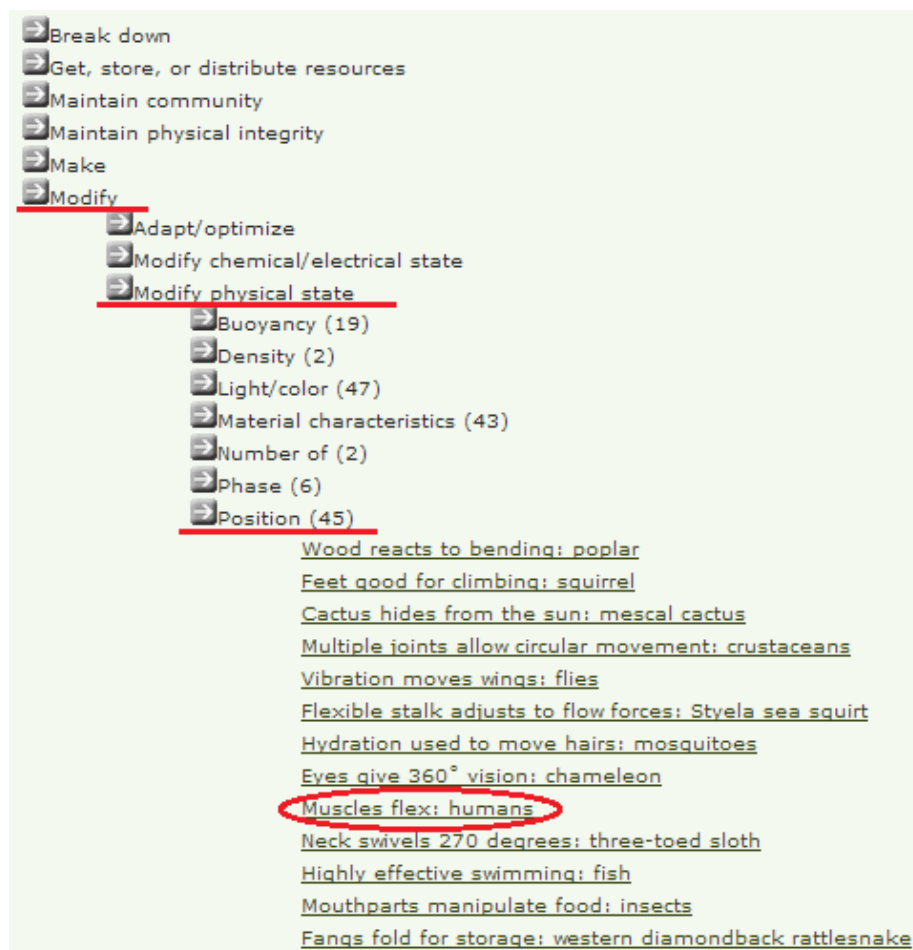 Break down
Get, store, or distribute resources
Maintain community
Maintain physical integrity
Make
Modify
Adapt/optimize
Modify chemical/electrical state
Modify physical state
Buoyancy (19)
Density (2)
Light/color (47)
Material characteristics (43)
Number of (2)
Phase (6)
Position (45)
Wood reacts to bending: poplar
Feet good for climbing: squirrel
Cactus hides from the sun: mescal cactus
Multiple joints allow circular movement: crustaceans
Vibration moves wings: flies
Flexible stalk adjusts to flow forces: Styela sea squirt
Hydration used to move hairs: mosquitoes
Eyes give 360° vision: chameleon
Muscles flex: humans
Neck swivels 270 degrees: three-toed sloth
Highly effective swimming: fish
Mouthparts manipulate food: insects
Fangs fold for storage: western diamondback rattlesnake